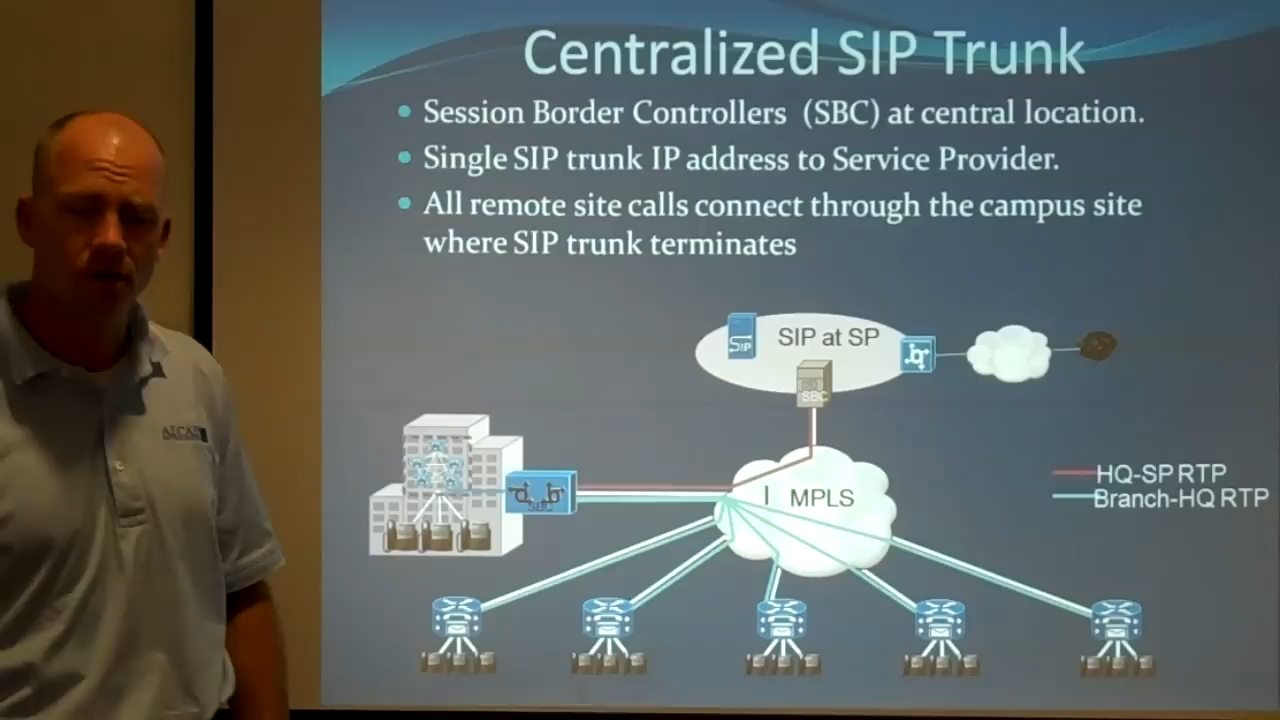 Centralized SIP Trunk
• Session Border Controllers (SBC) at central location.
• Single SIP trunk IP address to Service Provider.
• All remote site calls connect through the campus site
where SIP trunk terminates
SIP at SP
SIP
SBC
HQ-SP RTP
MPLS
SBC
Branch-HQ RTP